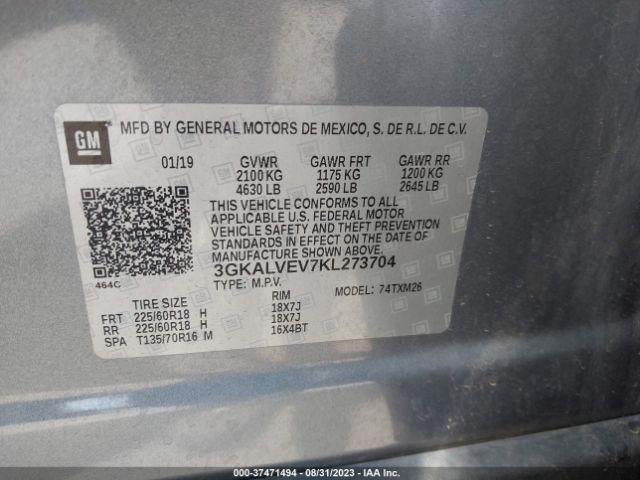 GM
MFD BY GENERAL MOTORS DE MEXICO, S. DE R.L. DE C.V.
01/19 GVWR GAWR FRT GAWR RR
2100 KG 1175 KG 1200 KG
4630 LB 2590 LB 2645 LB
THIS VEHICLE CONFORMS TO ALL
APPLICABLE U.S. FEDERAL MOTOR
VEHICLE SAFETY AND THEFT PREVENTION
STANDARDS IN EFFECT ON THE DATE OF
MANUFACTURE SHOWN ABOVE.
3GKALVEV7KL273704
464C
TYPE: M.P.V. MODEL: 74TXM26
TIRE SIZE RIM
FRT 225/60R18 H 18X7J
RR 225/60R18 H 18X7J
SPA T135/70R16 M 16X4BT
000-37471494 - 08/31/2023 - IAA Inc.